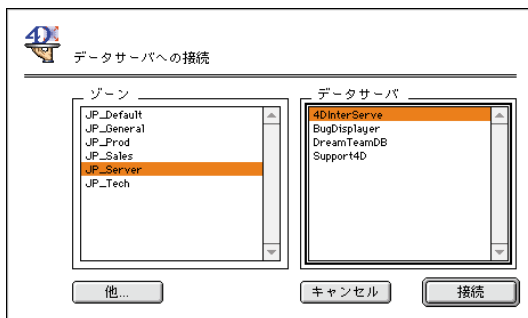 4D
データサーバへの接続
ゾーン
JP_Default
JP_General
JP_Prod
JP_Sales
JP_Server
JP_Tech
データサーバ
4DInterServe
BugDisplayer
DreamTeamDB
Support4D
他...
キャンセル
接続